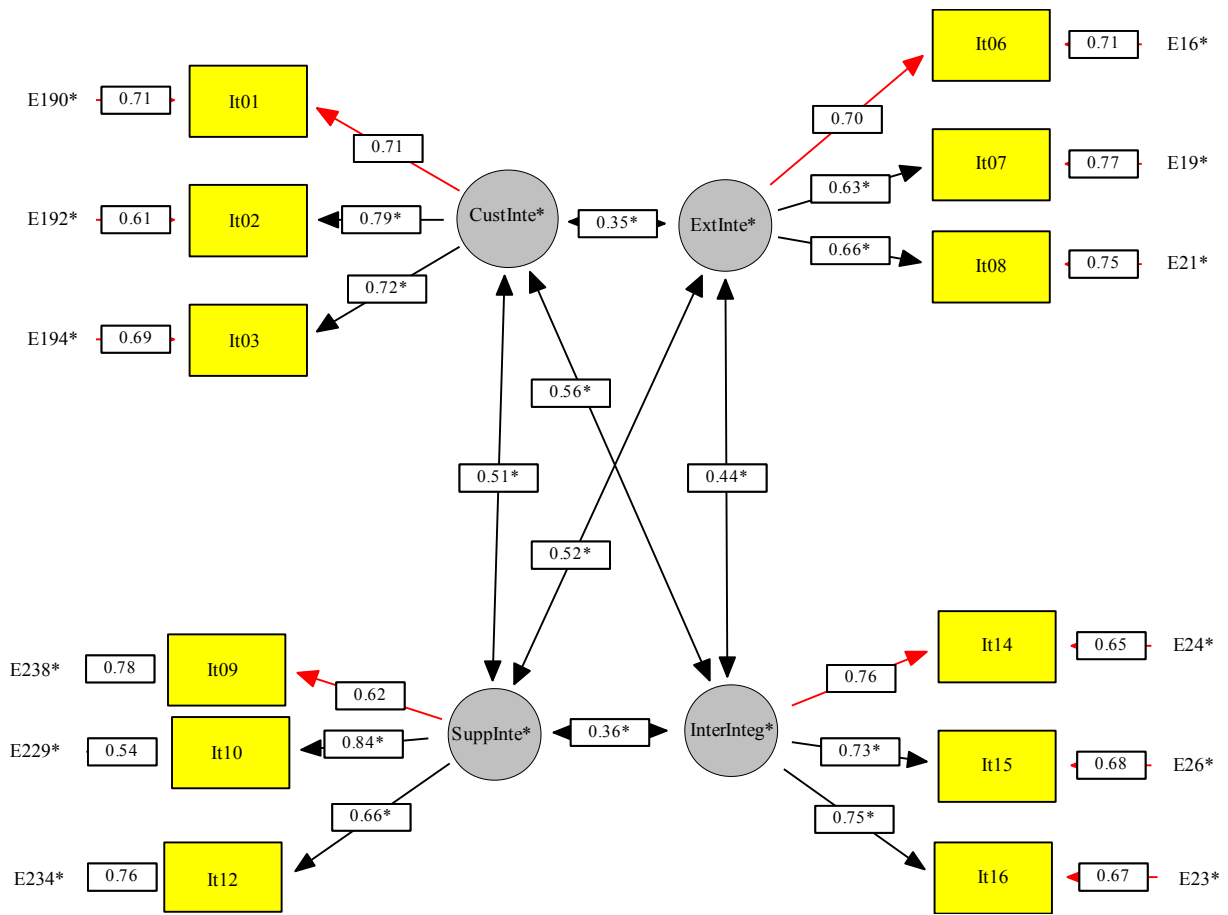 It06
0.71
E16*
It01
E190*
0.71
0.70
0.71
It07
0.77
E19*
CustInte*
ExtInte*
0.63*
E192*
0.61
It02
0.79*
0.35*
0.66*
It08
0.75
E21*
0.72*
E194*
0.69
It03
0.56*
0.51*
0.44*
0.52*
It14
0.65
E24*
E238*
0.78
It09
0.62
0.76
SuppInte*
0.36*
InterInteg*
E229*
0.54
It10
0.84*
0.73*
It15
0.68
E26*
0.66*
0.75*
E234*
0.76
It12
It16
0.67
E23*